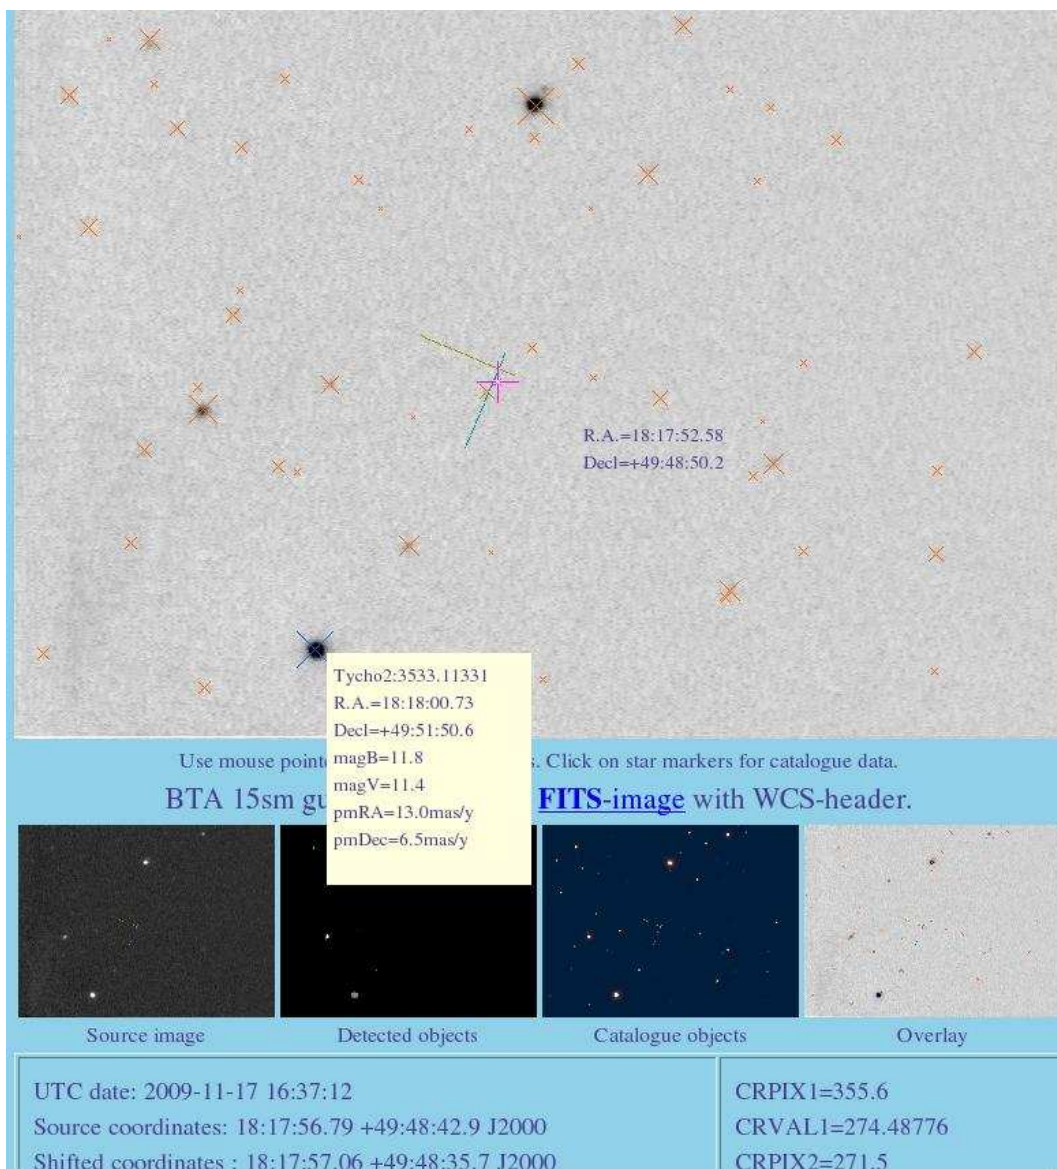 R.A.=18:17:52.58
Decl=+49:48:50.2
Tycho2:3533.11331
R.A.=18:18:00.73
Decl=+49:51:50.6
magB=11.8
magV=11.4
pmRA=13.0mas/y
pmDec=6.5mas/y
Use mouse s. Click on star markers for catalogue data.
BTA 15sm FITS-image with WCS-header.
Source image
Detected objects
Catalogue objects
Overlay
UTC date: 2009-11-17 16:37:12
Source coordinates: 18:17:56.79 +49:48:42.9 J2000
Shifted coordinates : 18:17:57.06 +49:48:35.7 J2000
CRPIX1=355.6
CRVAL1=274.48776
CRPIX2=271.5